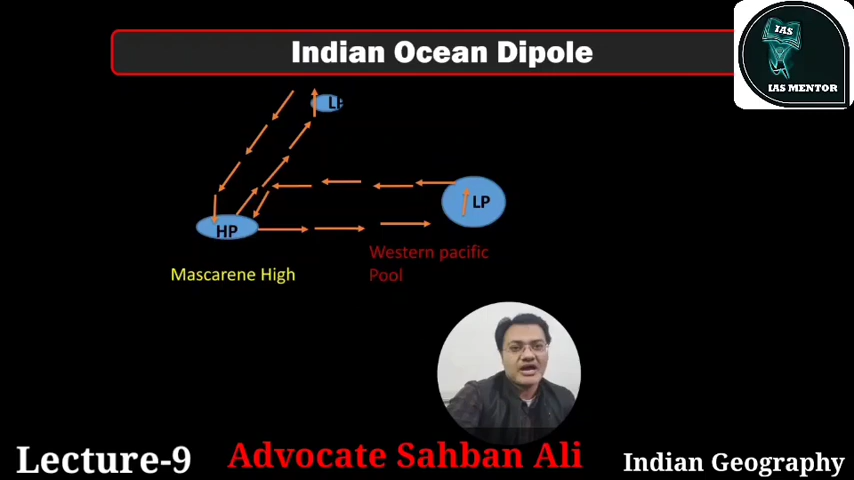 Indian Ocean Dipole
IAS
IAS MENTOR
LP
HP
Mascarene High
Western pacific
Pool
Lecture-9
Advocate Sahban Ali
Indian Geography